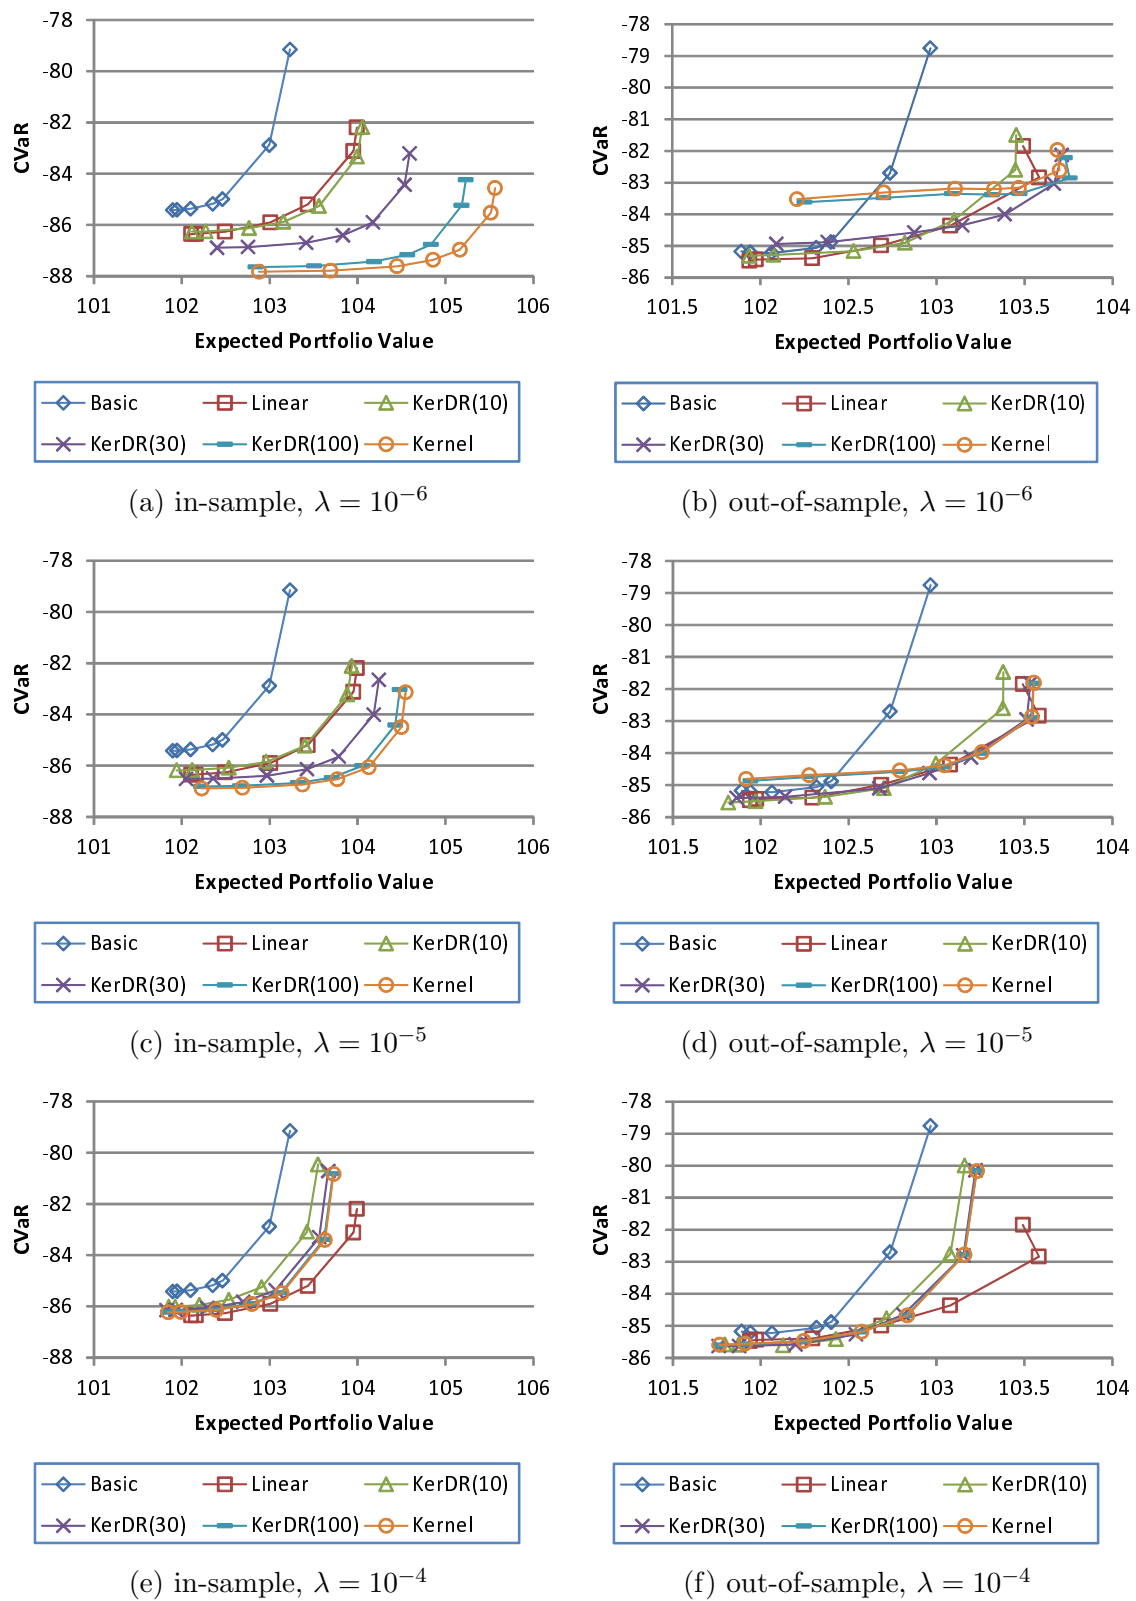 -78
-80
-82
-84
-86
-88
CVaR
101 102 103 104 105 106
Expected Portfolio Value
Basic Linear KerDR(10)
KerDR(30) KerDR(100) Kernel
(a) in-sample, λ = 10⁻⁶
-78
-79
-80
-81
-82
-83
-84
-85
-86
CVaR
101.5 102 102.5 103 103.5 104
Expected Portfolio Value
Basic Linear KerDR(10)
KerDR(30) KerDR(100) Kernel
(b) out-of-sample, λ = 10⁻⁶
-78
-80
-82
-84
-86
-88
CVaR
101 102 103 104 105 106
Expected Portfolio Value
Basic Linear KerDR(10)
KerDR(30) KerDR(100) Kernel
(c) in-sample, λ = 10⁻⁵
-78
-79
-80
-81
-82
-83
-84
-85
-86
CVaR
101.5 102 102.5 103 103.5 104
Expected Portfolio Value
Basic Linear KerDR(10)
KerDR(30) KerDR(100) Kernel
(d) out-of-sample, λ = 10⁻⁵
-78
-80
-82
-84
-86
-88
CVaR
101 102 103 104 105 106
Expected Portfolio Value
Basic Linear KerDR(10)
KerDR(30) KerDR(100) Kernel
(e) in-sample, λ = 10⁻⁴
-78
-79
-80
-81
-82
-83
-84
-85
-86
CVaR
101.5 102 102.5 103 103.5 104
Expected Portfolio Value
Basic Linear KerDR(10)
KerDR(30) KerDR(100) Kernel
(f) out-of-sample, λ = 10⁻⁴